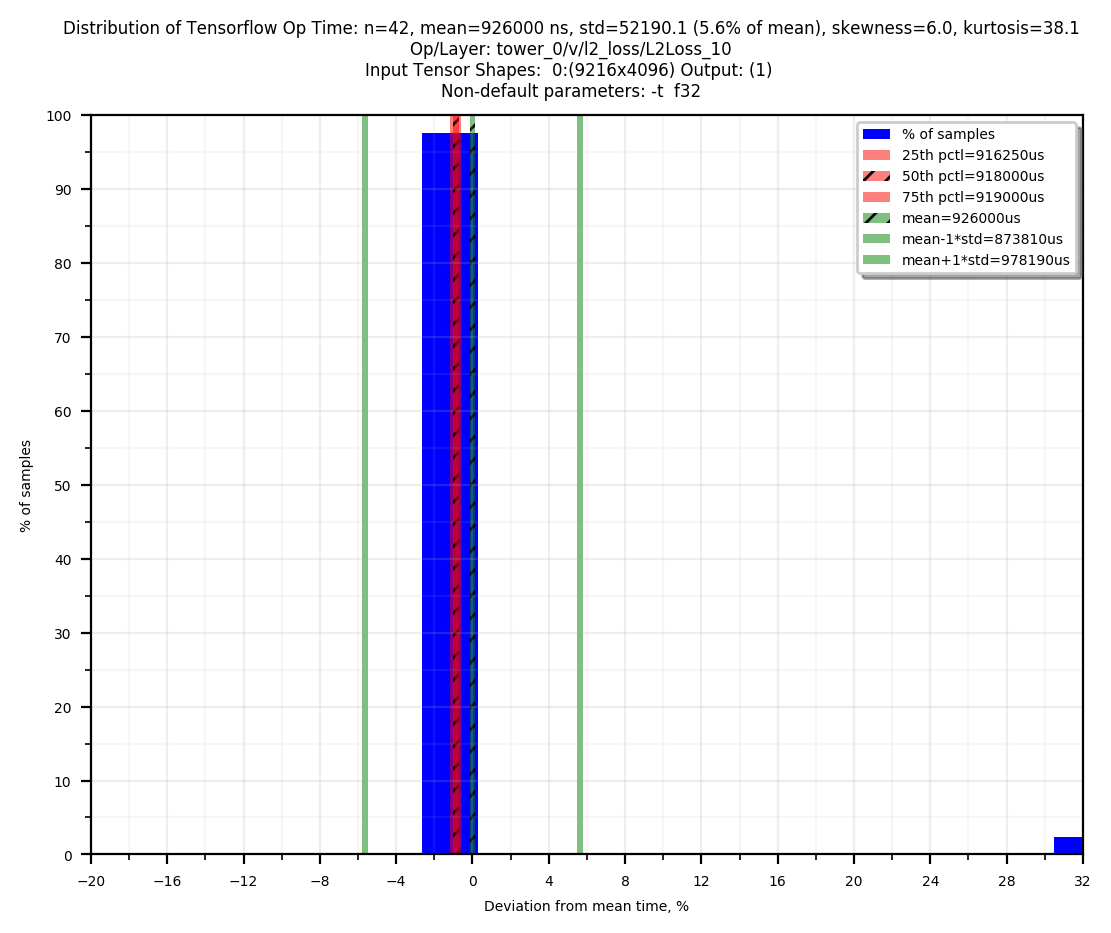 Distribution of Tensorflow Op Time: n=42, mean=926000 ns, std=52190.1 (5.6% of mean), skewness=6.0, kurtosis=38.1
Op/Layer: tower_0/v/l2_loss/L2Loss_10
Input Tensor Shapes:  0:(9216x4096) Output: (1)
Non-default parameters: -t  f32
% of samples
25th pctl=916250us
50th pctl=918000us
75th pctl=919000us
mean=926000us
mean-1*std=873810us
mean+1*std=978190us
100
90
80
70
60
50
40
30
20
10
0
% of samples
−20 −16 −12 −8 −4 0 4 8 12 16 20 24 28 32
Deviation from mean time, %